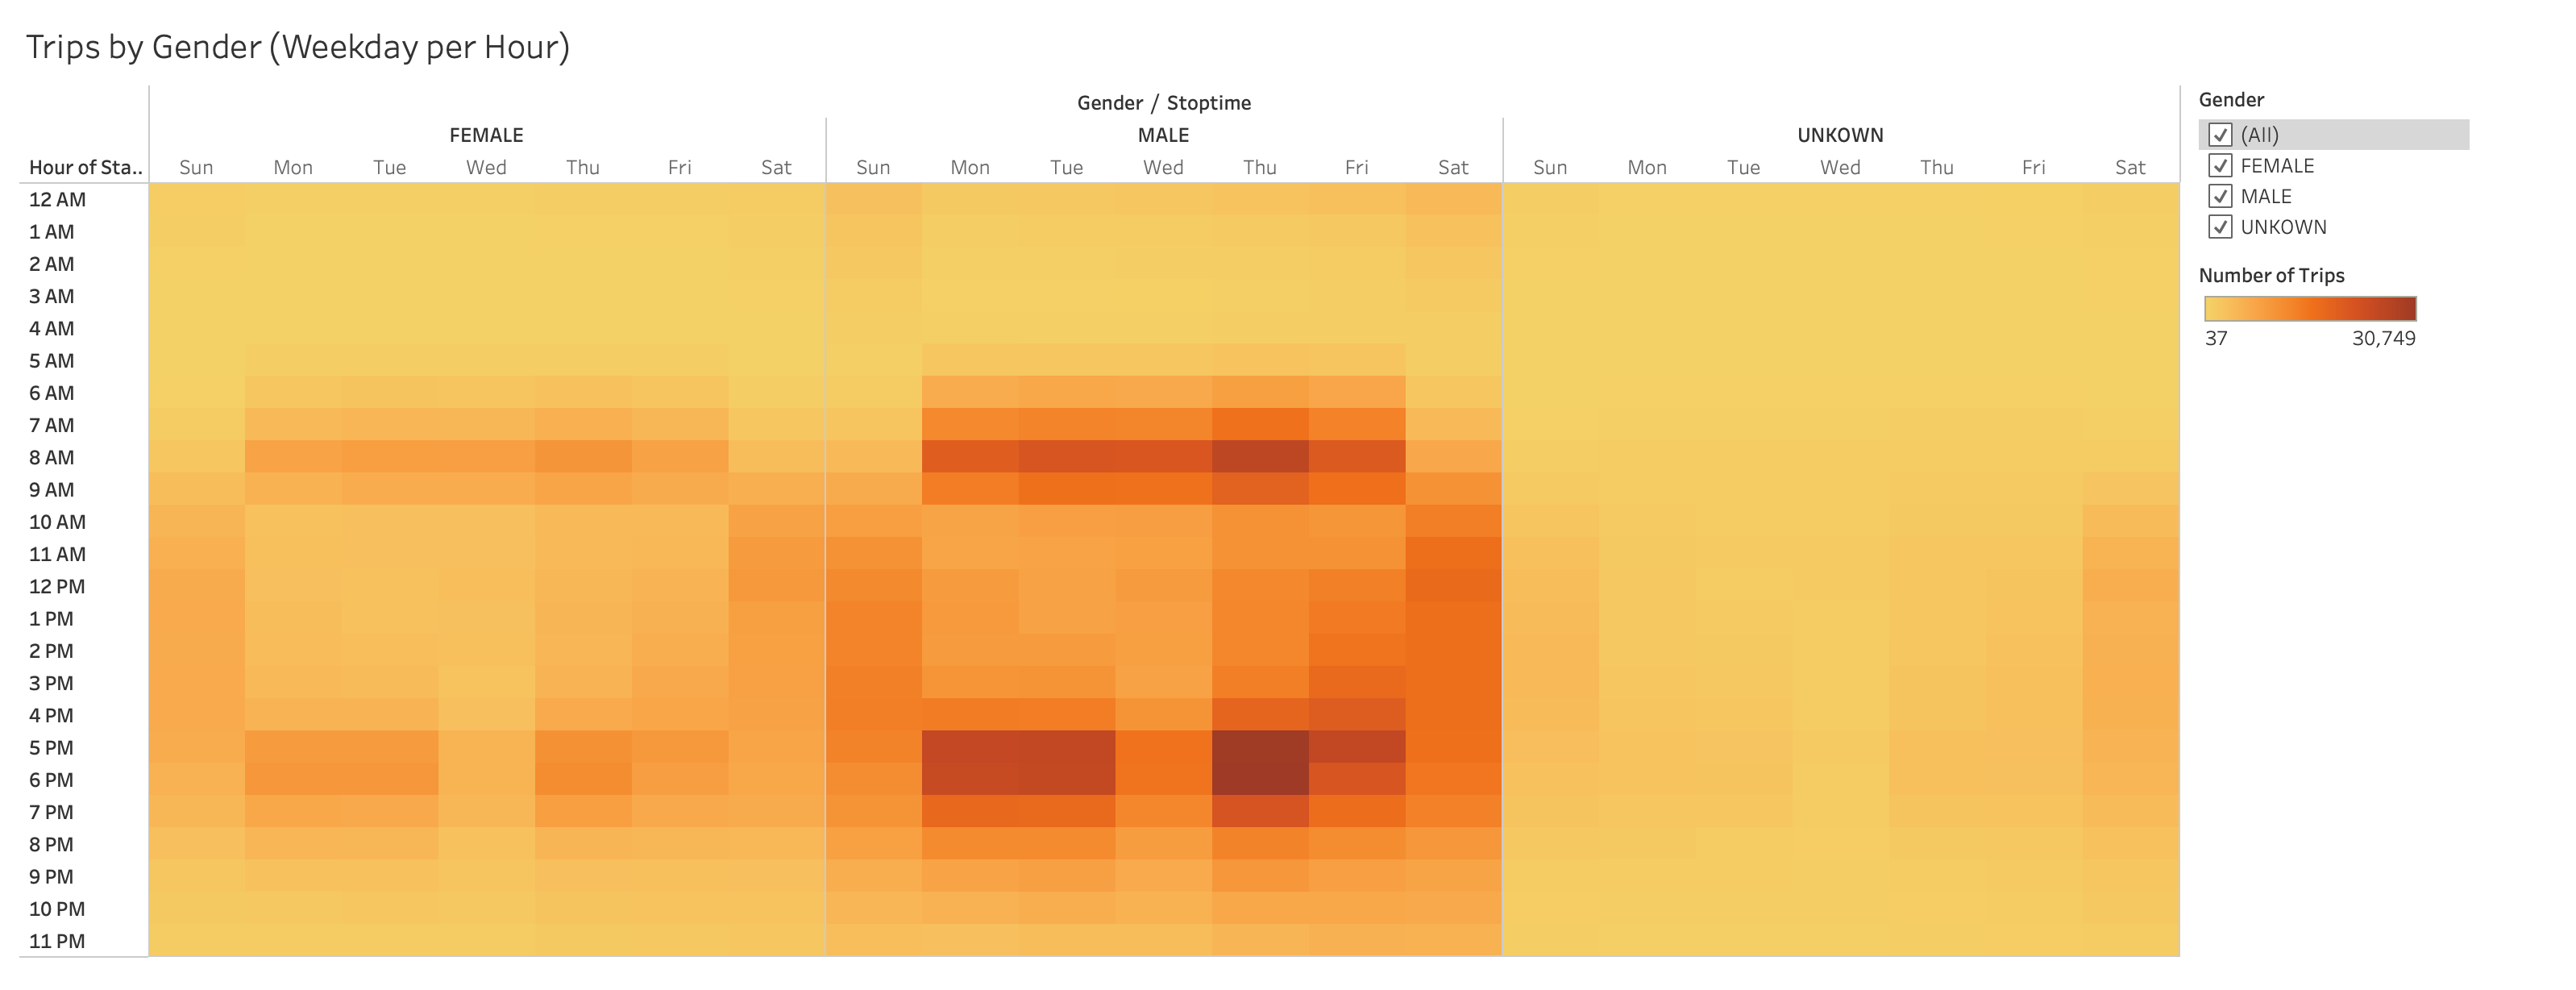 Trips by Gender (Weekday per Hour)
Gender / Stoptime
FEMALE MALE UNKOWN
Hour of Sta.. Sun Mon Tue Wed Thu Fri Sat Sun Mon Tue Wed Thu Fri Sat Sun Mon Tue Wed Thu Fri Sat
12 AM
1 AM
2 AM
3 AM
4 AM
5 AM
6 AM
7 AM
8 AM
9 AM
10 AM
11 AM
12 PM
1 PM
2 PM
3 PM
4 PM
5 PM
6 PM
7 PM
8 PM
9 PM
10 PM
11 PM
Gender
(All)
FEMALE
MALE
UNKOWN
Number of Trips
37 30,749